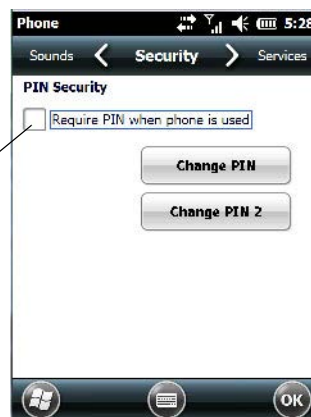 Phone 5:28
Sounds Security Services
PIN Security
Require PIN when phone is used
Change PIN
Change PIN 2
OK